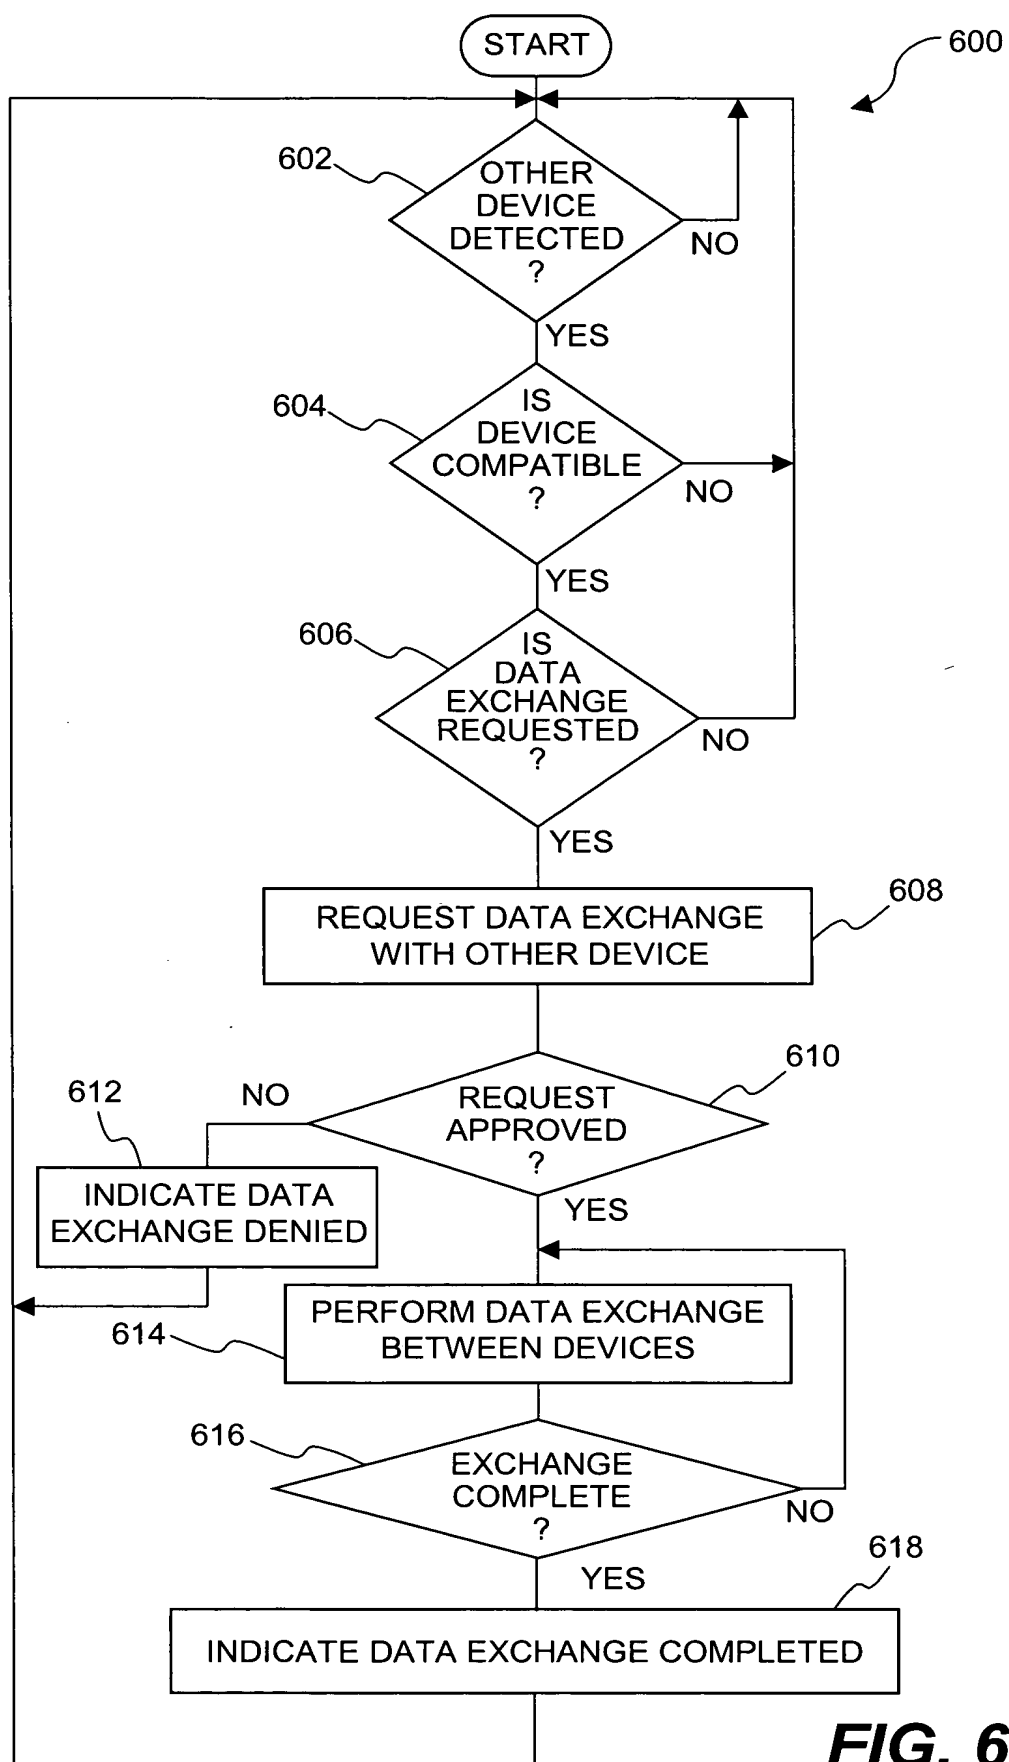 START
600
602
OTHER
DEVICE
DETECTED
?
NO
YES
604
IS
DEVICE
COMPATIBLE
?
NO
YES
606
IS
DATA
EXCHANGE
REQUESTED
?
NO
YES
608
REQUEST DATA EXCHANGE
WITH OTHER DEVICE
610
REQUEST
APPROVED
?
NO
612
INDICATE DATA
EXCHANGE DENIED
YES
614
PERFORM DATA EXCHANGE
BETWEEN DEVICES
616
EXCHANGE
COMPLETE
?
NO
YES
618
INDICATE DATA EXCHANGE COMPLETED
FIG. 6